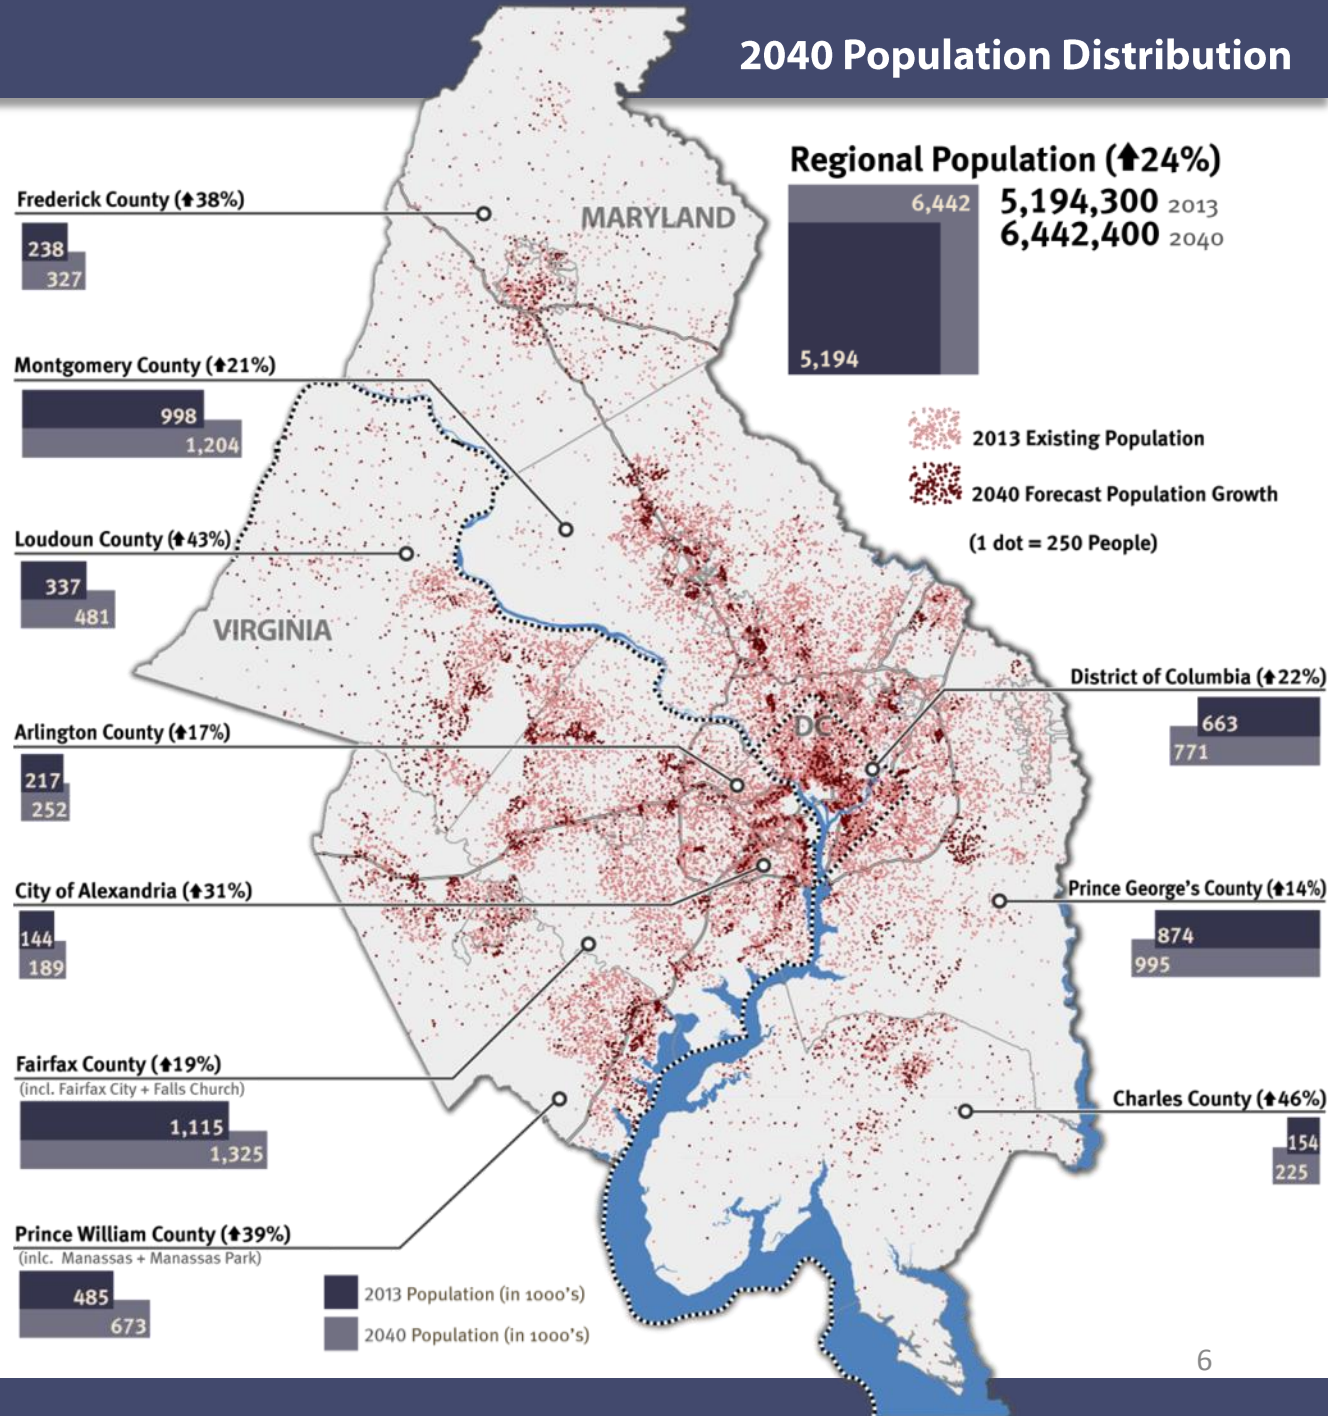 2040 Population Distribution
Regional Population (⬆24%)
6,442
5,194
5,194,300 2013
6,442,400 2040
2013 Existing Population
2040 Forecast Population Growth
(1 dot = 250 People)
MARYLAND
VIRGINIA
DC
Frederick County (⬆38%)
238
327
Montgomery County (⬆21%)
998
1,204
Loudoun County (⬆43%)
337
481
Arlington County (⬆17%)
217
252
City of Alexandria (⬆31%)
144
189
Fairfax County (⬆19%)
(incl. Fairfax City + Falls Church)
1,115
1,325
Prince William County (⬆39%)
(inlc. Manassas + Manassas Park)
485
673
District of Columbia (⬆22%)
663
771
Prince George's County (⬆14%)
874
995
Charles County (⬆46%)
154
225
2013 Population (in 1000's)
2040 Population (in 1000's)
6